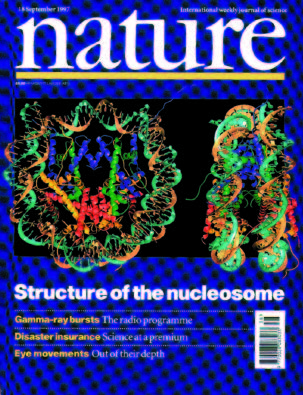 18 September 1997 International weekly journal of science
nature
Structure of the nucleosome
Gamma-ray bursts The radio programme
Disaster insurance Science at a premium
Eye movements Out of their depth